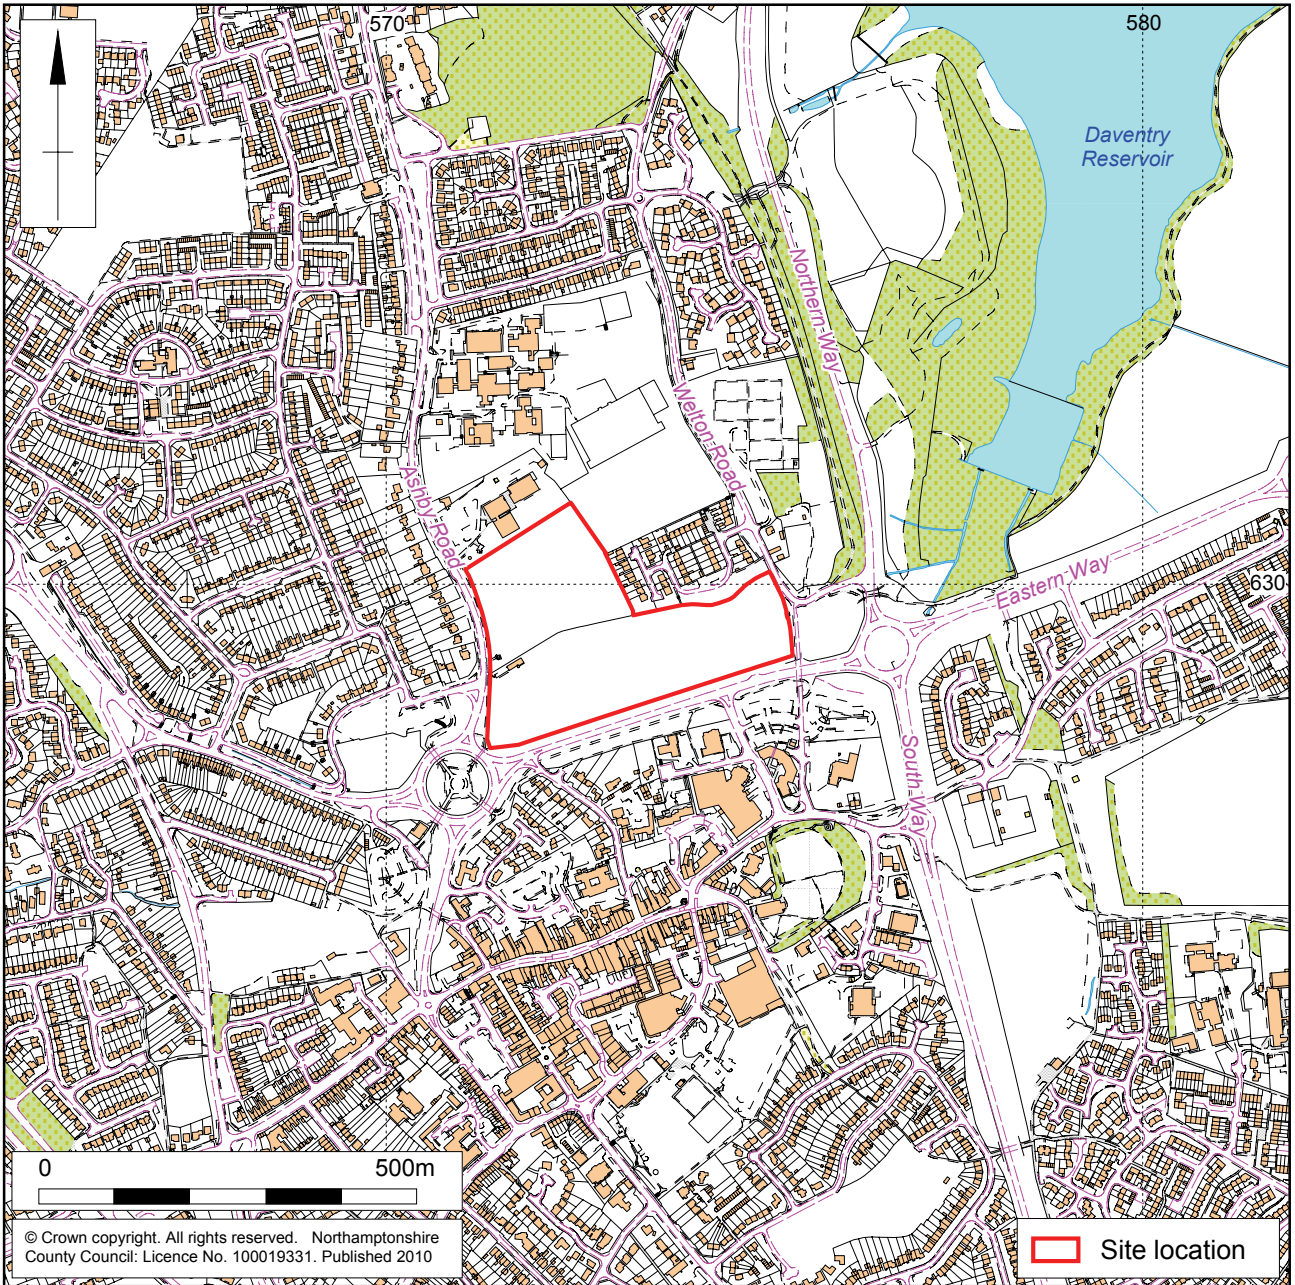 570
580
Daventry
Reservoir
Northern Way
Welton Road
Ashby Road
630
Eastern Way
South Way
0 500m
© Crown copyright. All rights reserved. Northamptonshire
County Council: Licence No. 100019331. Published 2010
Site location